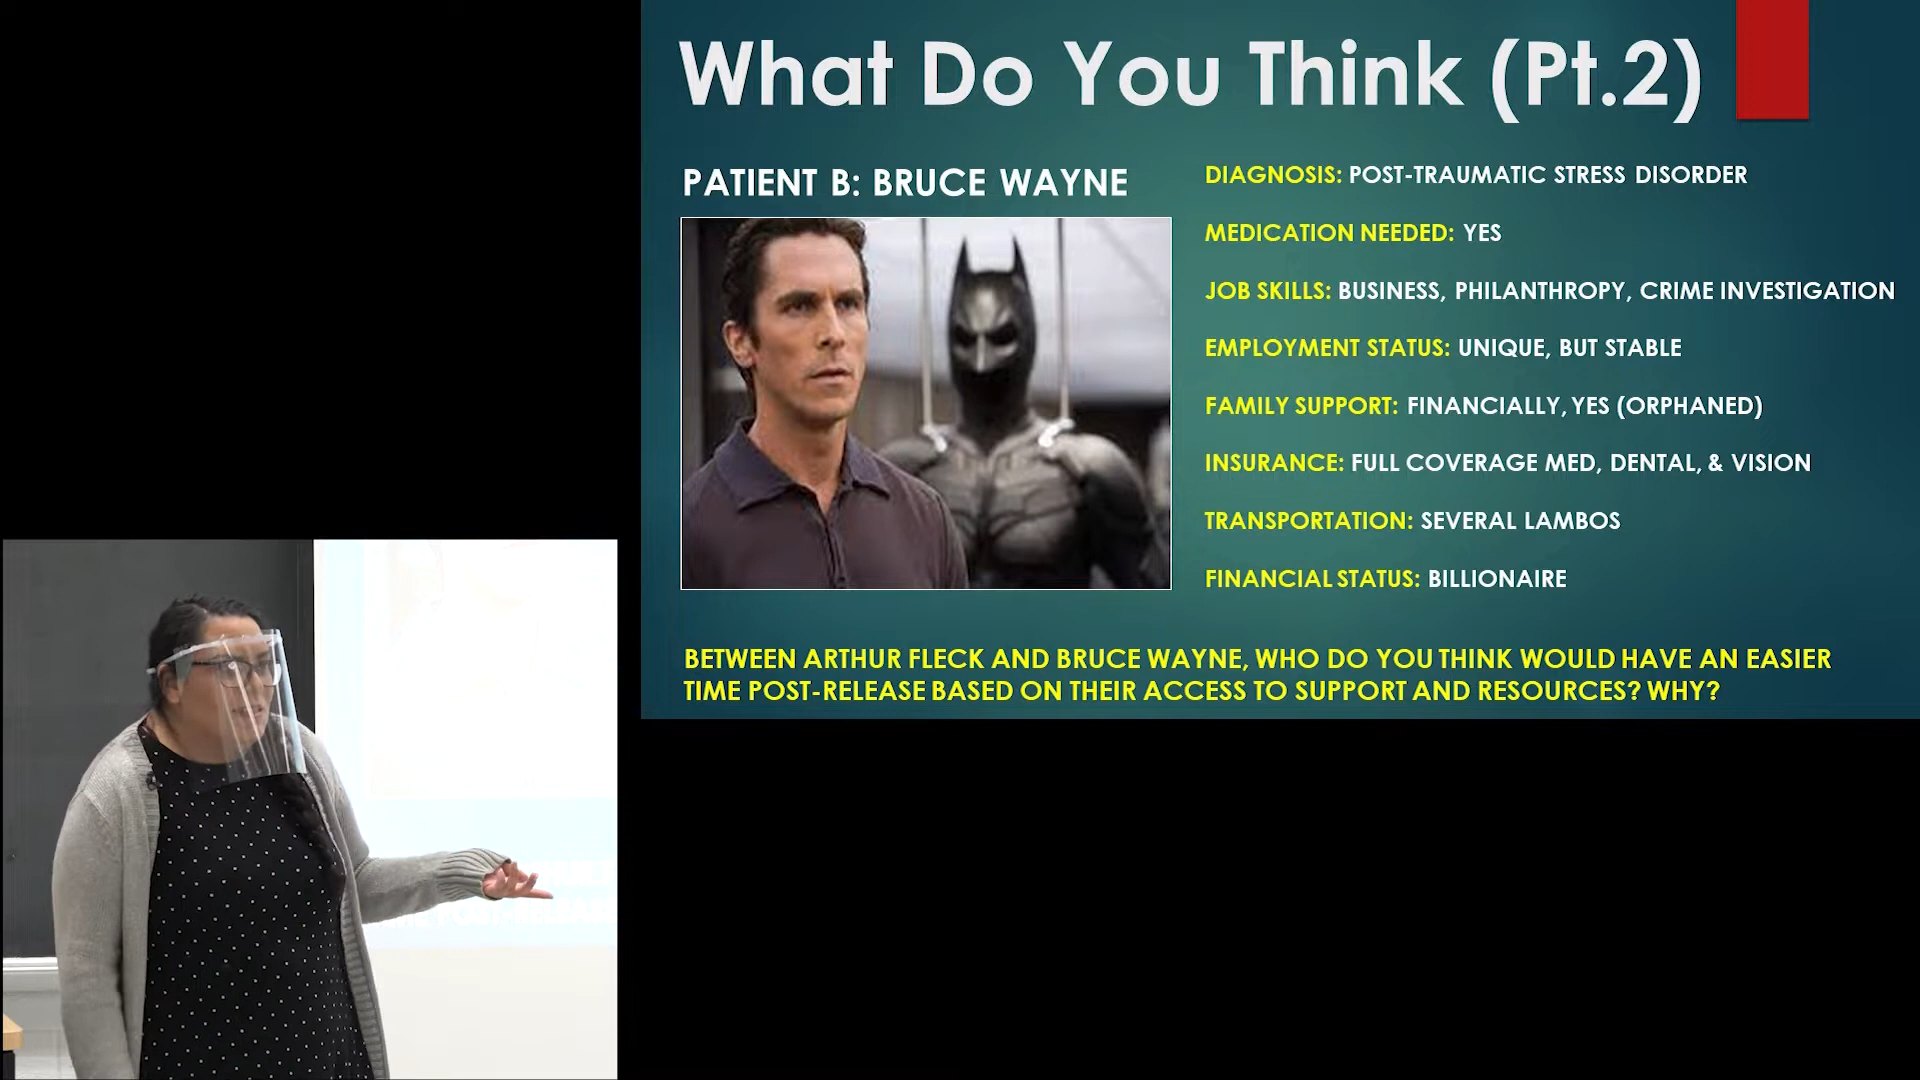 What Do You Think (Pt.2)
PATIENT B: BRUCE WAYNE
DIAGNOSIS: POST-TRAUMATIC STRESS DISORDER
MEDICATION NEEDED: YES
JOB SKILLS: BUSINESS, PHILANTHROPY, CRIME INVESTIGATION
EMPLOYMENT STATUS: UNIQUE, BUT STABLE
FAMILY SUPPORT: FINANCIALLY, YES (ORPHANED)
INSURANCE: FULL COVERAGE MED, DENTAL, & VISION
TRANSPORTATION: SEVERAL LAMBOS
FINANCIAL STATUS: BILLIONAIRE
BETWEEN ARTHUR FLECK AND BRUCE WAYNE, WHO DO YOU THINK WOULD HAVE AN EASIER
TIME POST-RELEASE BASED ON THEIR ACCESS TO SUPPORT AND RESOURCES? WHY?